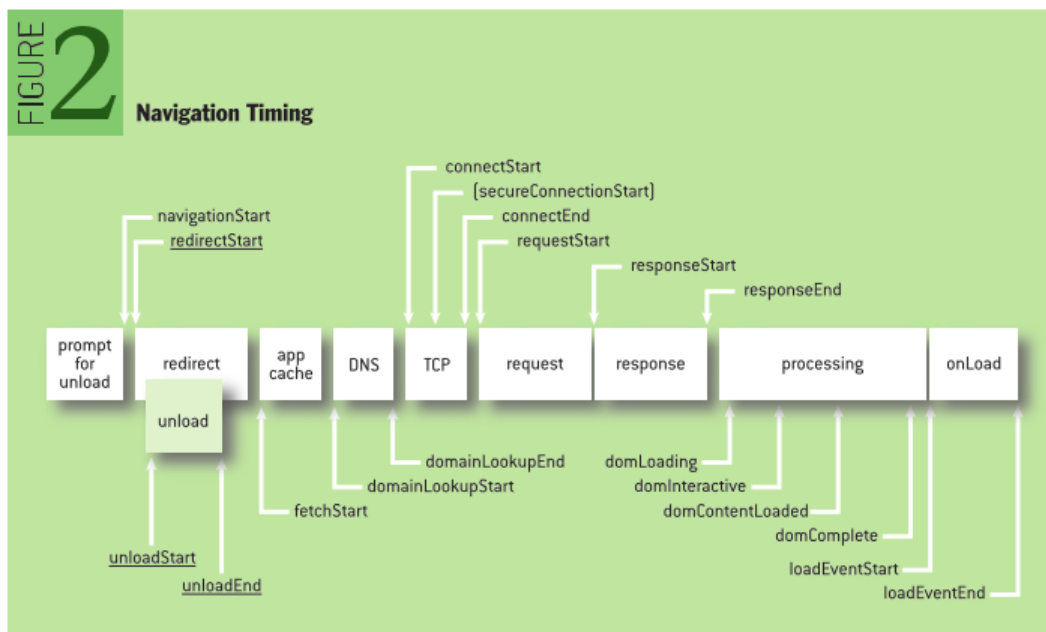 FIGURE
2
Navigation Timing
connectStart
(secureConnectionStart)
navigationStart
connectEnd
redirectStart
requestStart
responseStart
responseEnd
prompt
for
unload
redirect
app
cache
DNS
TCP
request
response
processing
onLoad
unload
domainLookupEnd
domLoading
domainLookupStart
domInteractive
fetchStart
domContentLoaded
domComplete
unloadStart
loadEventStart
unloadEnd
loadEventEnd